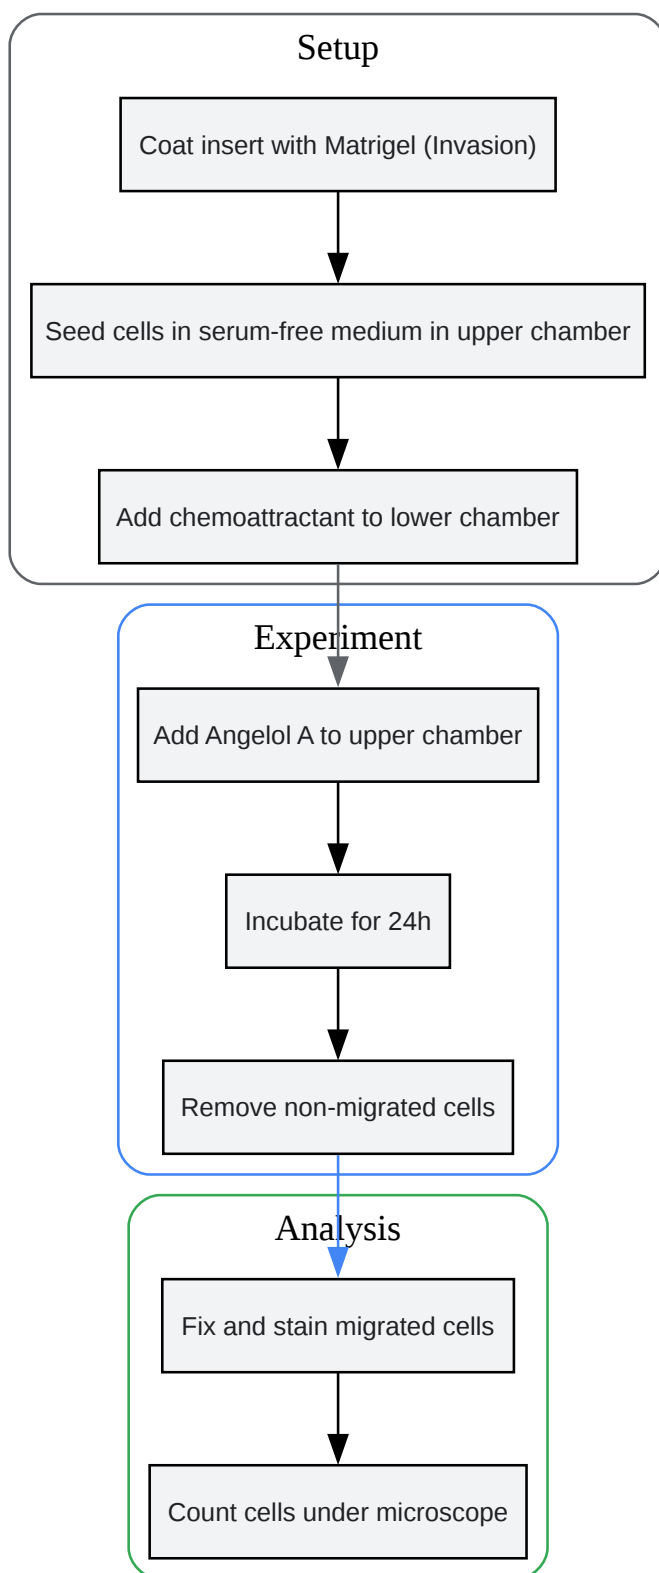 Setup
Coat insert with Matrigel (Invasion)
Seed cells in serum-free medium in upper chamber
Add chemoattractant to lower chamber
Experiment
Add Angelol A to upper chamber
Incubate for 24h
Remove non-migrated cells
Analysis
Fix and stain migrated cells
Count cells under microscope